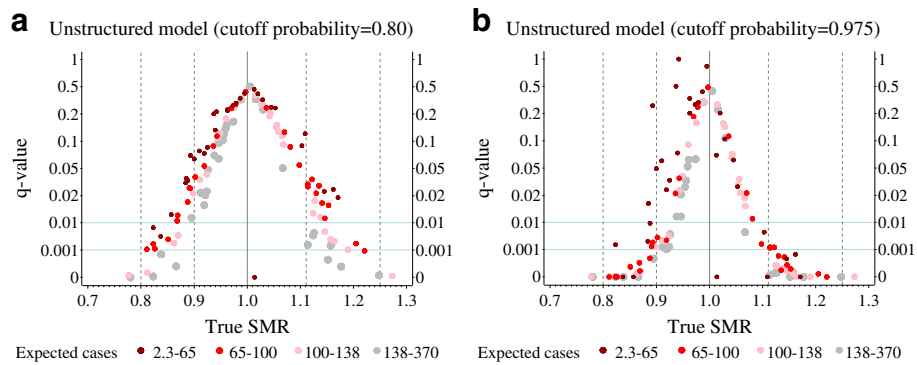 a Unstructured model (cutoff probability=0.80)
1 1
0.5 0.5
0.2 0.2
0.1 0.1
0.05 0.05
0.02 0.02
0.01 0.01
0.001 0.001
0 0
q-value
0.7 0.8 0.9 1.0 1.1 1.2 1.3
True SMR
Expected cases 2.3-65 65-100 100-138 138-370
b Unstructured model (cutoff probability=0.975)
1 1
0.5 0.5
0.2 0.2
0.1 0.1
0.05 0.05
0.02 0.02
0.01 0.01
0.001 0.001
0 0
q-value
0.7 0.8 0.9 1.0 1.1 1.2 1.3
True SMR
Expected cases 2.3-65 65-100 100-138 138-370